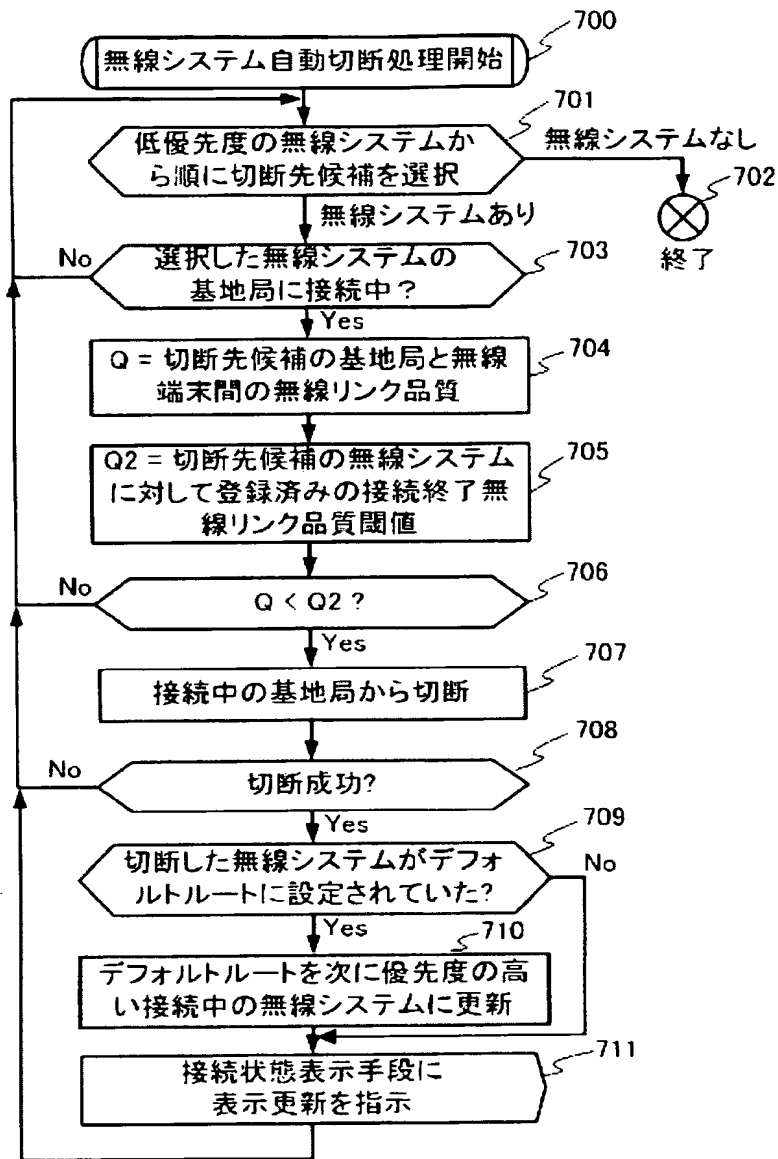 700
無線システム自動切断処理開始
701
低優先度の無線システムか
ら順に切断先候補を選択
無線システムなし
702
終了
無線システムあり
No
選択した無線システムの
基地局に接続中？
703
Yes
704
Q = 切断先候補の基地局と無線
端末間の無線リンク品質
705
Q2 = 切断先候補の無線システム
に対して登録済みの接続終了無
線リンク品質閾値
706
No
Q < Q2 ?
Yes
707
接続中の基地局から切断
708
No
切断成功?
Yes
709
切断した無線システムがデフォ
ルトルートに設定されていた?
No
Yes
710
デフォルトルートを次に優先度の高
い接続中の無線システムに更新
711
接続状態表示手段に
表示更新を指示